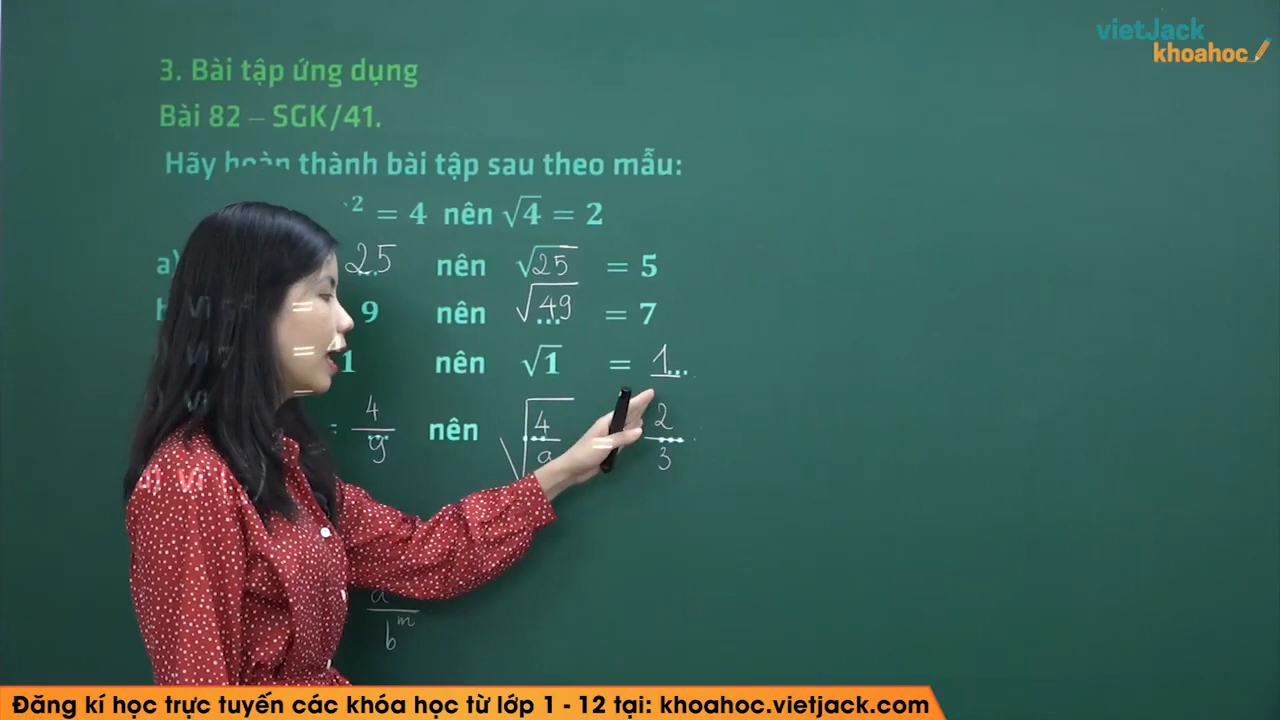 vietJack
khoahoc
3. Bài tập ứng dụng
Bài 82 – SGK/41.
Hãy hoàn thành bài tập sau theo mẫu:
² = 4 nên √4 = 2
a) 25 nên √25 = 5
9 nên √49 = 7
1 nên √1 = 1...
= 4/9 nên √4/9 = 2/3
a
b^m
Đăng kí học trực tuyến các khóa học từ lớp 1 - 12 tại: khoahoc.vietjack.com